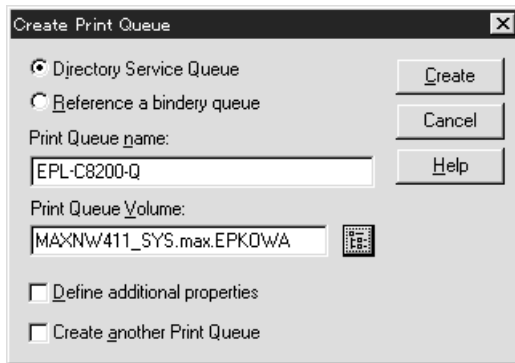 Create Print Queue
Directory Service Queue
Create
Reference a bindery queue
Cancel
Print Queue name:
EPL-C8200-Q
Help
Print Queue Volume:
MAXNW411_SYS.max.EPKOWA
Define additional properties
Create another Print Queue